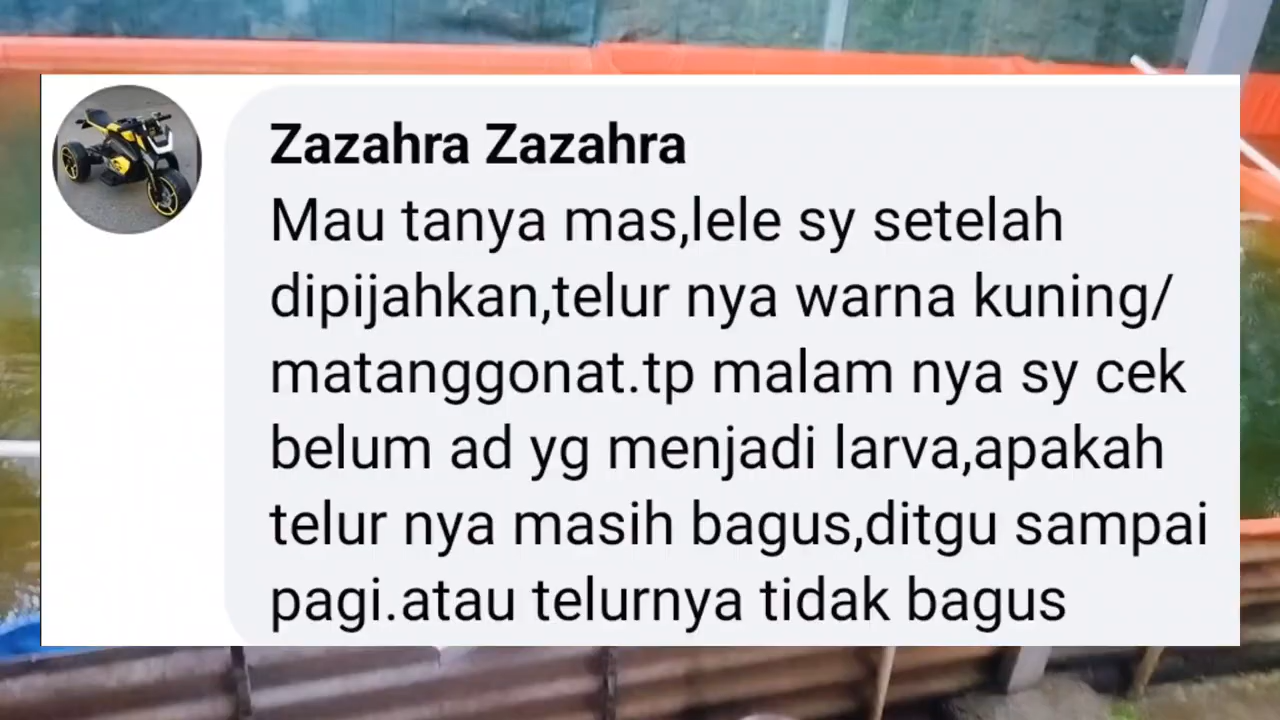 Zazahra Zazahra
Mau tanya mas,lele sy setelah
dipijahkan,telur nya warna kuning/
matanggonat.tp malam nya sy cek
belum ad yg menjadi larva,apakah
telur nya masih bagus,ditgu sampai
pagi.atau telurnya tidak bagus